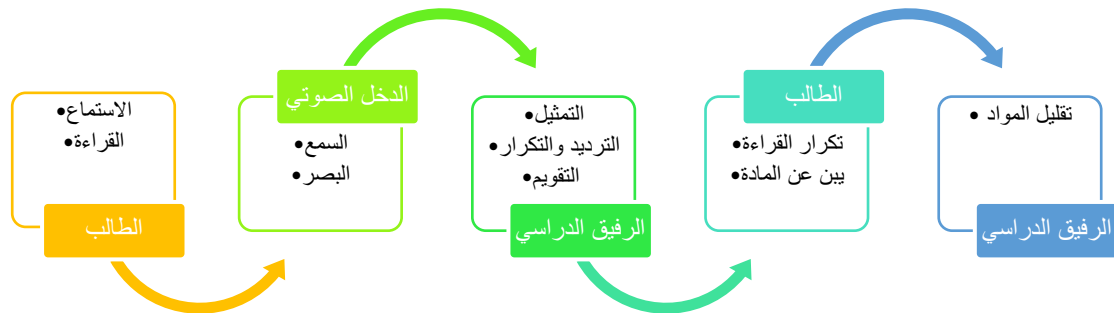 الاستماع•
القراءة•
الطالب
الدخل الصوتي
السمع•
البصر•
التمثيل•
الترديد والتكرار•
التقويم•
الرفيق الدراسي
الطالب
تكرار القراءة•
يبن عن المادة•
تقليل المواد •
الرفيق الدراسي